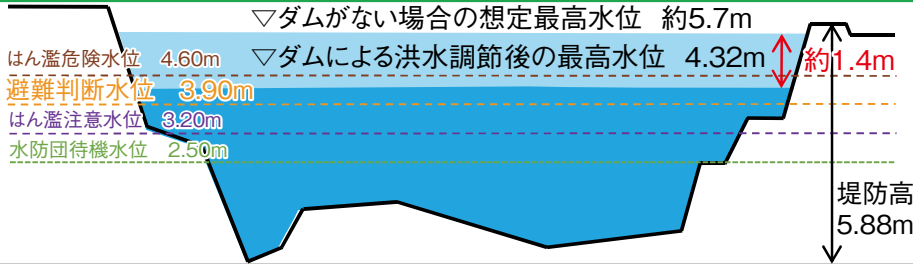 ▽ダムがない場合の想定最高水位 約5.7m
はん濫危険水位 4.60m
▽ダムによる洪水調節後の最高水位 4.32m
約1.4m
避難判断水位 3.90m
はん濫注意水位 3.20m
水防団待機水位 2.50m
堤防高
5.88m